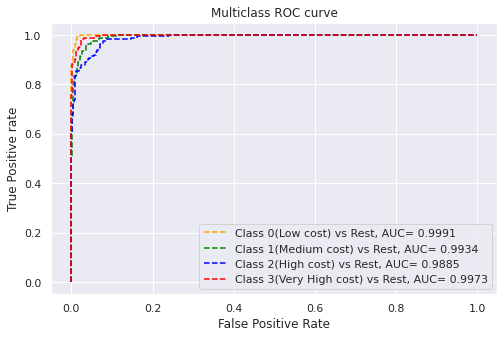 Multiclass ROC curve
True Positive rate
1.0
0.8
0.6
0.4
0.2
0.0
Class 0(Low cost) vs Rest, AUC= 0.9991
Class 1(Medium cost) vs Rest, AUC= 0.9934
Class 2(High cost) vs Rest, AUC= 0.9885
Class 3(Very High cost) vs Rest, AUC= 0.9973
0.0 0.2 0.4 0.6 0.8 1.0
False Positive Rate